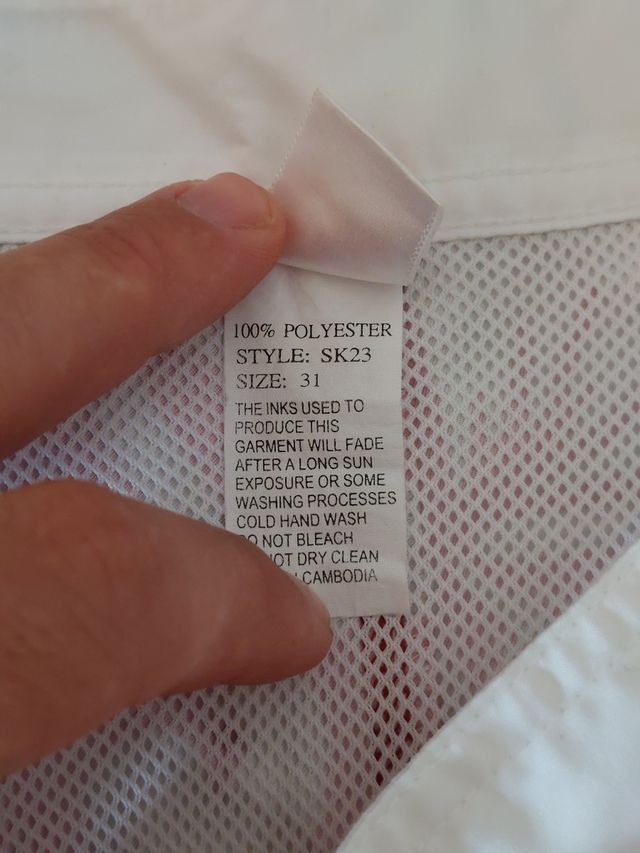 100% POLYESTER
STYLE: SK23
SIZE: 31
THE INKS USED TO
PRODUCE THIS
GARMENT WILL FADE
AFTER A LONG SUN
EXPOSURE OR SOME
WASHING PROCESSES
COLD HAND WASH
DO NOT BLEACH
NOT DRY CLEAN
CAMBODIA